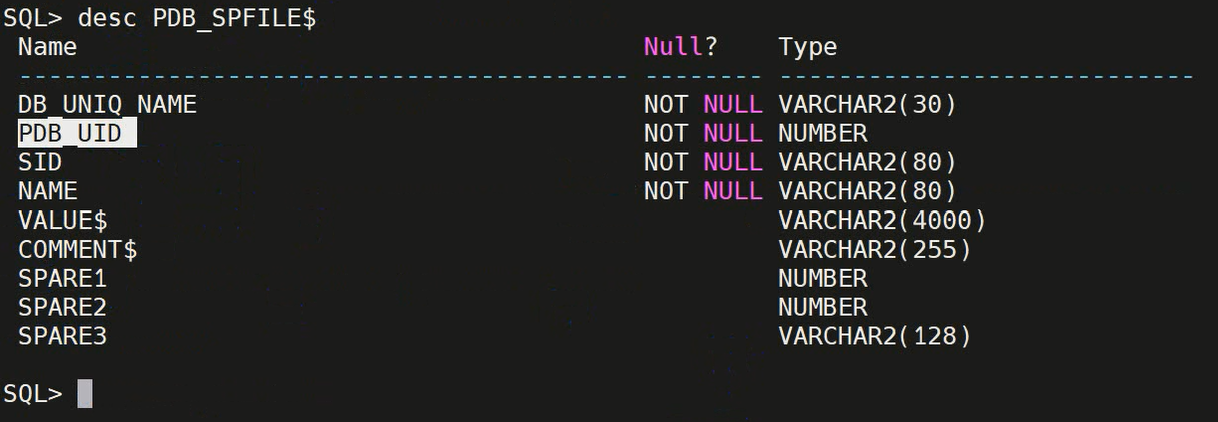 SQL> desc PDB_SPFILE$
Name Null? Type
----------------------------------------- -------- ----------------------------
DB_UNIQ_NAME NOT NULL VARCHAR2(30)
PDB_UID NOT NULL NUMBER
SID NOT NULL VARCHAR2(80)
NAME NOT NULL VARCHAR2(80)
VALUE$ VARCHAR2(4000)
COMMENT$ VARCHAR2(255)
SPARE1 NUMBER
SPARE2 NUMBER
SPARE3 VARCHAR2(128)
SQL>